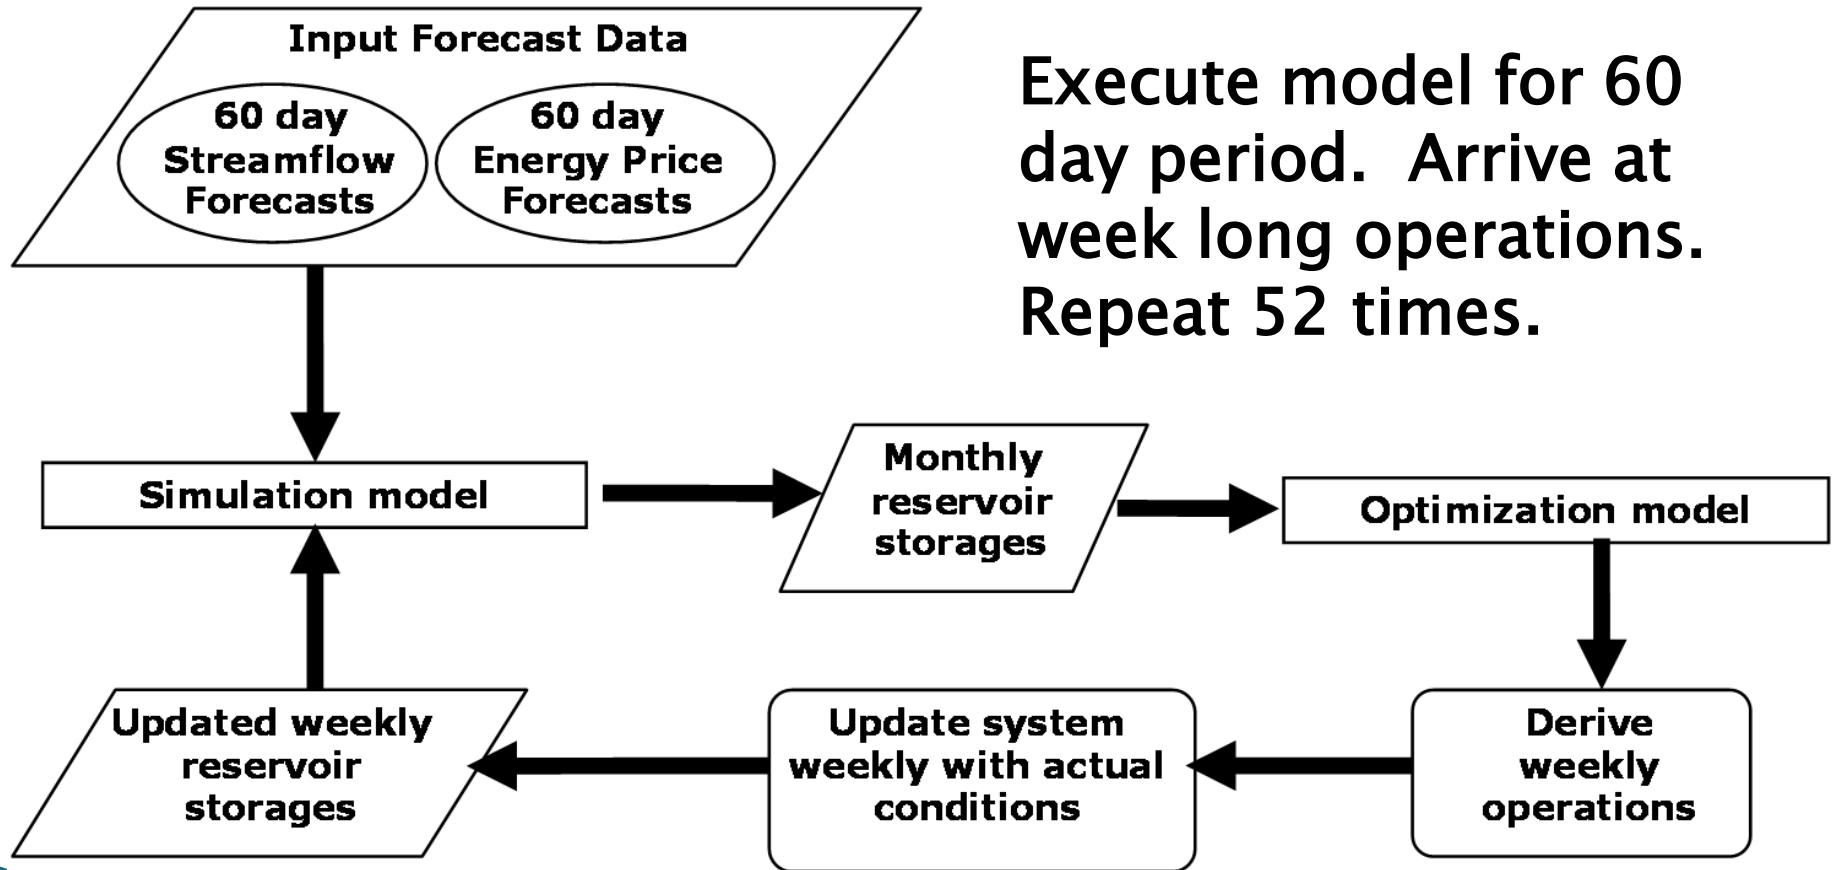 Input Forecast Data
60 day
Streamflow
Forecasts
60 day
Energy Price
Forecasts
Execute model for 60
day period.  Arrive at
week long operations.
Repeat 52 times.
Simulation model
Monthly
reservoir
storages
Optimization model
Derive
weekly
operations
Update system
weekly with actual
conditions
Updated weekly
reservoir
storages